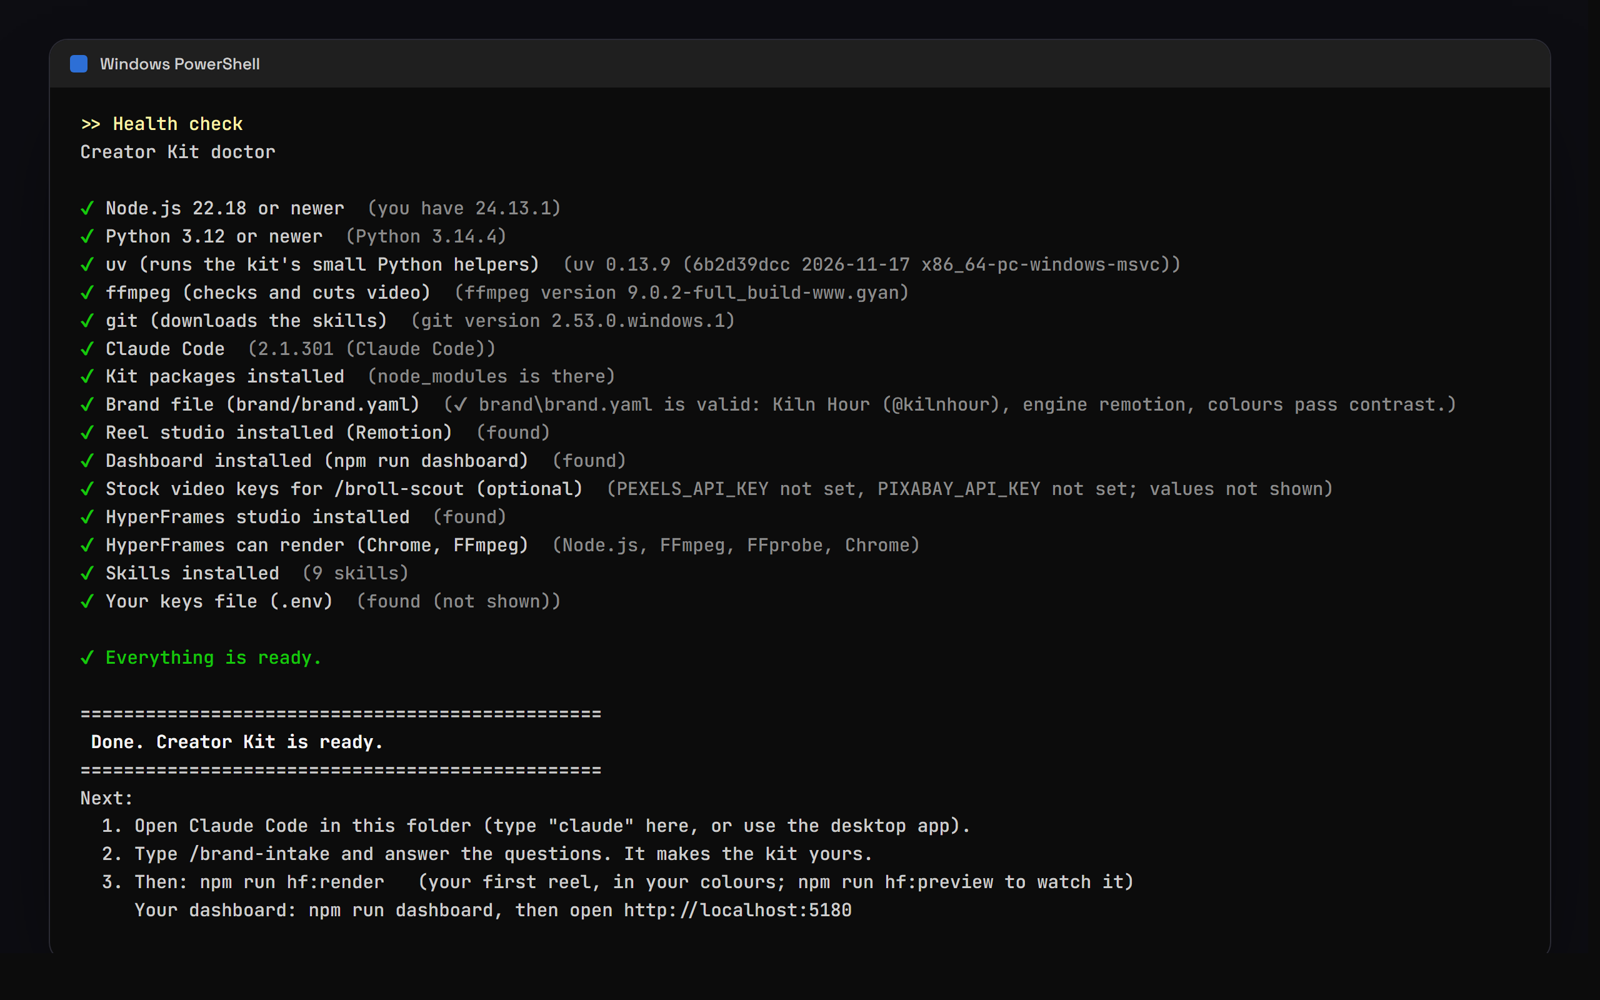 Windows PowerShell
>> Health check
Creator Kit doctor
✓ Node.js 22.18 or newer  (you have 24.13.1)
✓ Python 3.12 or newer  (Python 3.14.4)
✓ uv (runs the kit's small Python helpers)  (uv 0.13.9 (6b2d39dcc 2026-11-17 x86_64-pc-windows-msvc))
✓ ffmpeg (checks and cuts video)  (ffmpeg version 9.0.2-full_build-www.gyan)
✓ git (downloads the skills)  (git version 2.53.0.windows.1)
✓ Claude Code  (2.1.301 (Claude Code))
✓ Kit packages installed  (node_modules is there)
✓ Brand file (brand/brand.yaml)  (✓ brand\brand.yaml is valid: Kiln Hour (@kilnhour), engine remotion, colours pass contrast.)
✓ Reel studio installed (Remotion)  (found)
✓ Dashboard installed (npm run dashboard)  (found)
✓ Stock video keys for /broll-scout (optional)  (PEXELS_API_KEY not set, PIXABAY_API_KEY not set; values not shown)
✓ HyperFrames studio installed  (found)
✓ HyperFrames can render (Chrome, FFmpeg)  (Node.js, FFmpeg, FFprobe, Chrome)
✓ Skills installed  (9 skills)
✓ Your keys file (.env)  (found (not shown))
✓ Everything is ready.
================================================
Done. Creator Kit is ready.
================================================
Next:
1. Open Claude Code in this folder (type "claude" here, or use the desktop app).
2. Type /brand-intake and answer the questions. It makes the kit yours.
3. Then: npm run hf:render   (your first reel, in your colours; npm run hf:preview to watch it)
Your dashboard: npm run dashboard, then open http://localhost:5180